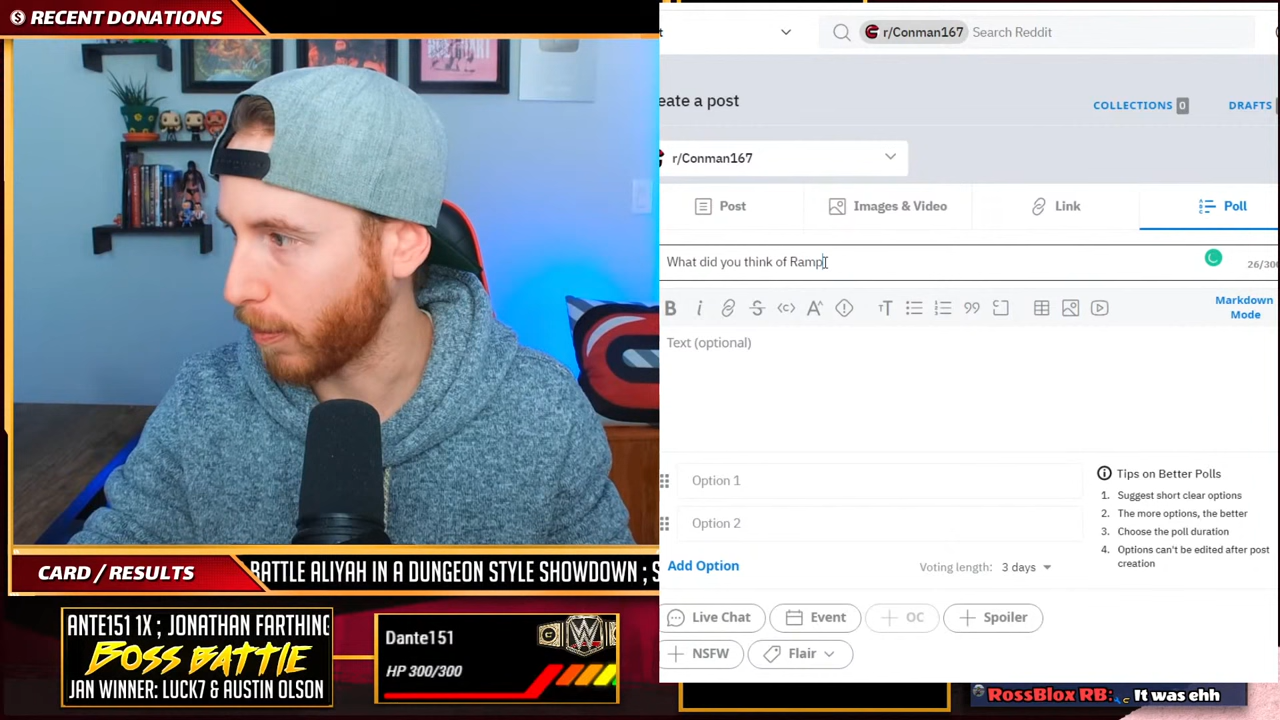 RECENT DONATIONS
t
r/Conman167 Search Reddit
eate a post
COLLECTIONS 0 DRAFTS
r/Conman167
Post Images & Video Link Poll
What did you think of Ramp
26/300
B i T
Markdown
Mode
Text (optional)
Option 1
Option 2
Add Option Voting length: 3 days
Tips on Better Polls
1. Suggest short clear options
2. The more options, the better
3. Choose the poll duration
4. Options can't be edited after post
creation
Live Chat Event OC Spoiler
NSFW Flair
CARD / RESULTS
BATTLE ALIYAH IN A DUNGEON STYLE SHOWDOWN ; S
ANTE151 1X ; JONATHAN FARTHING
BOSS BATTLE
JAN WINNER: LUCK7 & AUSTIN OLSON
Dante151
HP 300/300
RossBlox RB: It was ehh